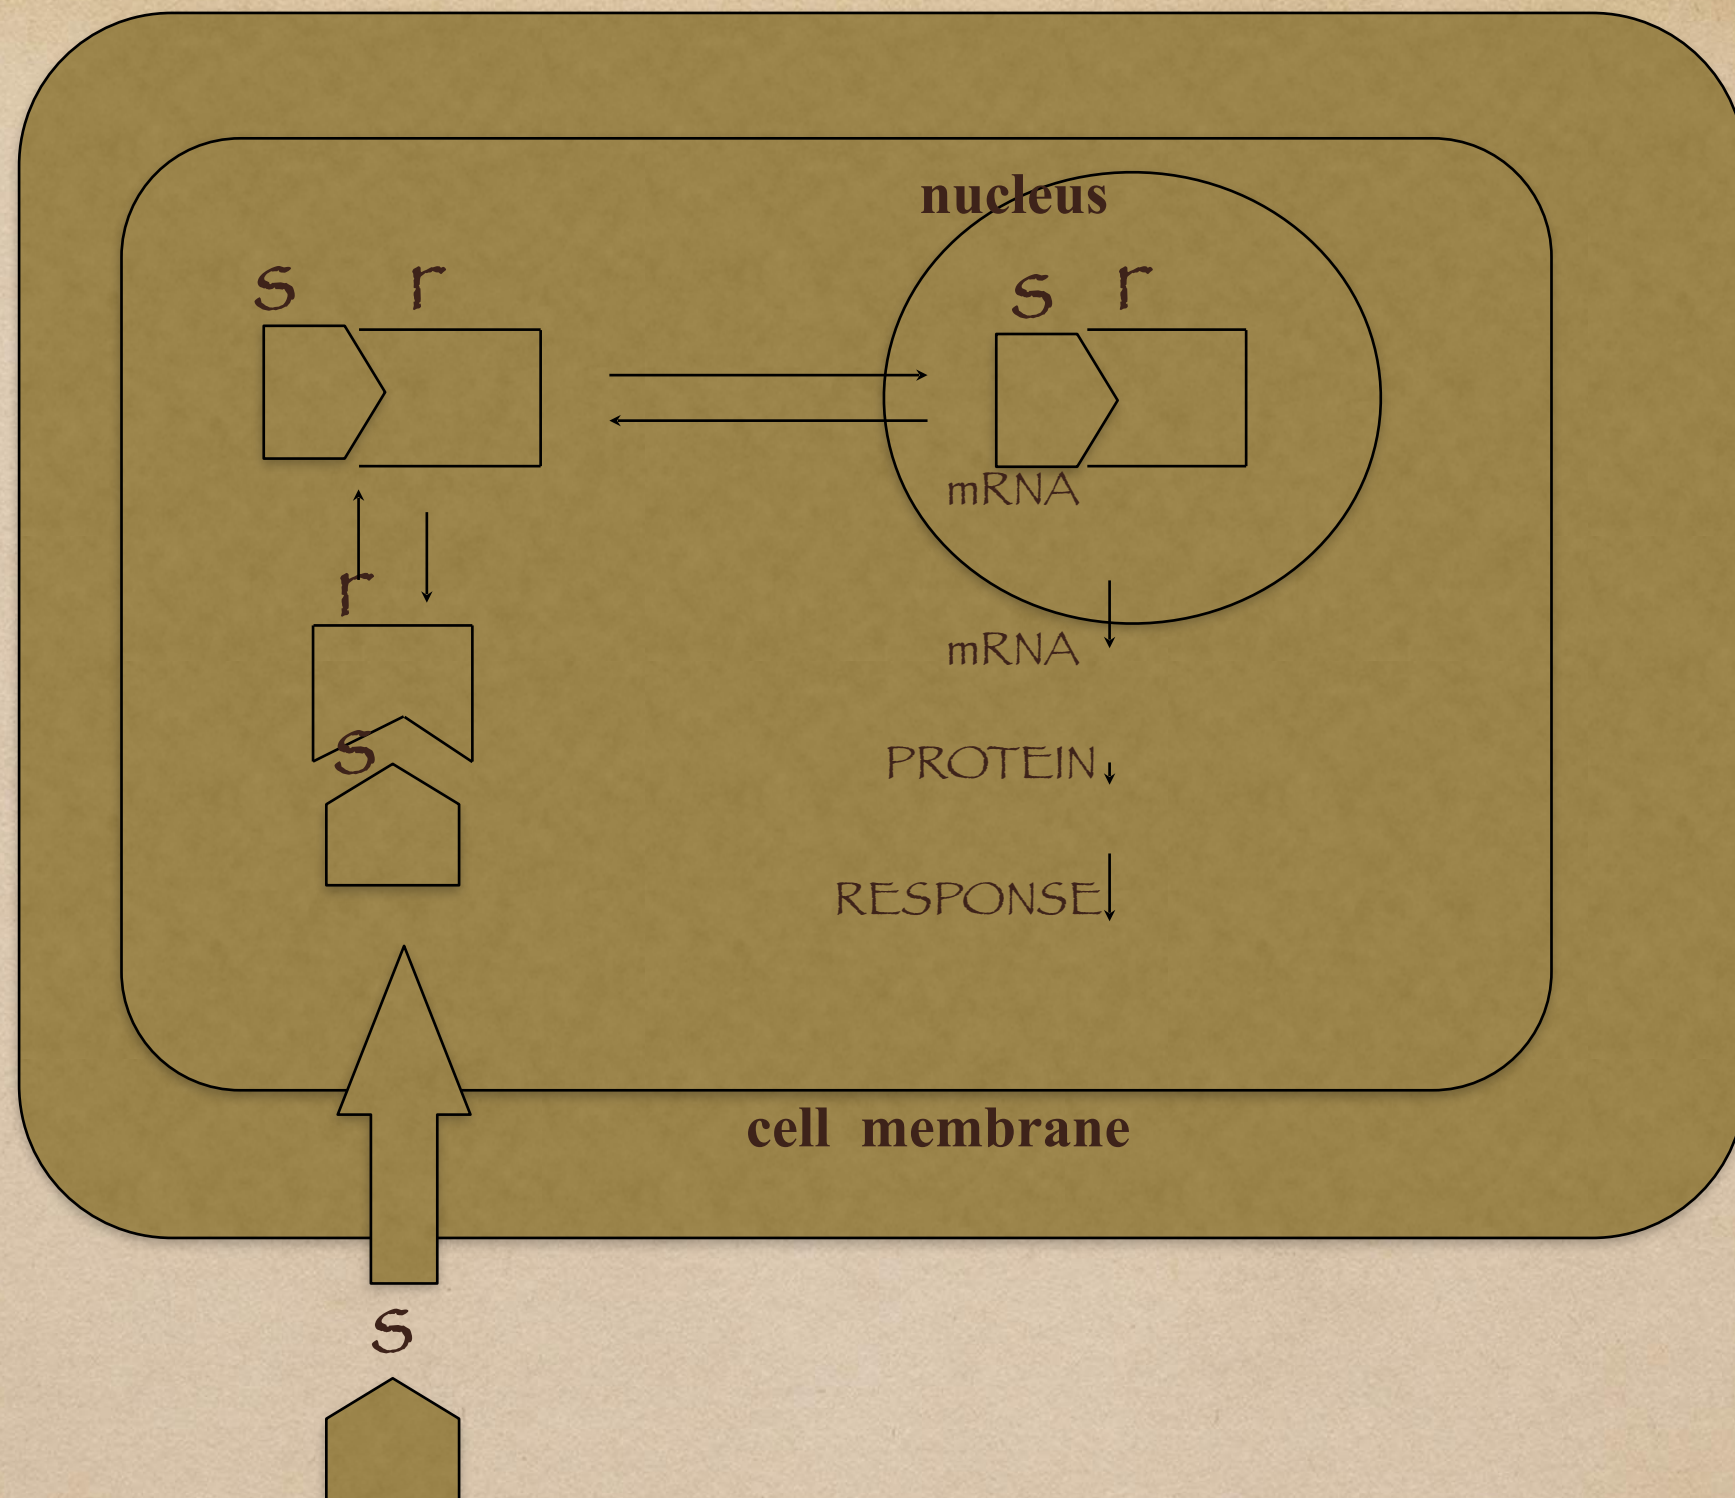 nucleus
s r
s r
mRNA
r
mRNA
s
PROTEIN
RESPONSE
cell membrane
s